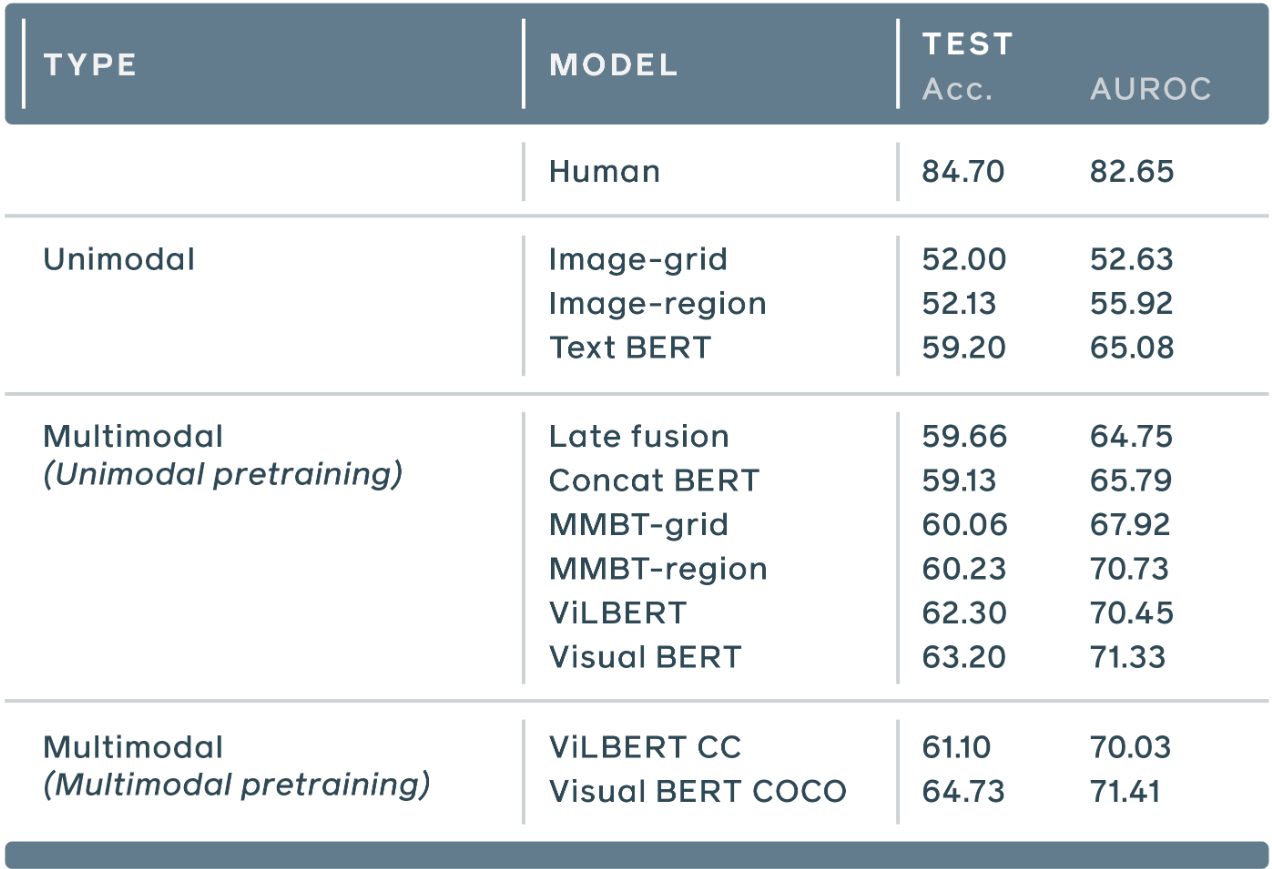 TYPE MODEL TEST
Acc. AUROC
Human 84.70 82.65
Unimodal Image-grid 52.00 52.63
Image-region 52.13 55.92
Text BERT 59.20 65.08
Multimodal Late fusion 59.66 64.75
(Unimodal pretraining) Concat BERT 59.13 65.79
MMBT-grid 60.06 67.92
MMBT-region 60.23 70.73
ViLBERT 62.30 70.45
Visual BERT 63.20 71.33
Multimodal ViLBERT CC 61.10 70.03
(Multimodal pretraining) Visual BERT COCO 64.73 71.41